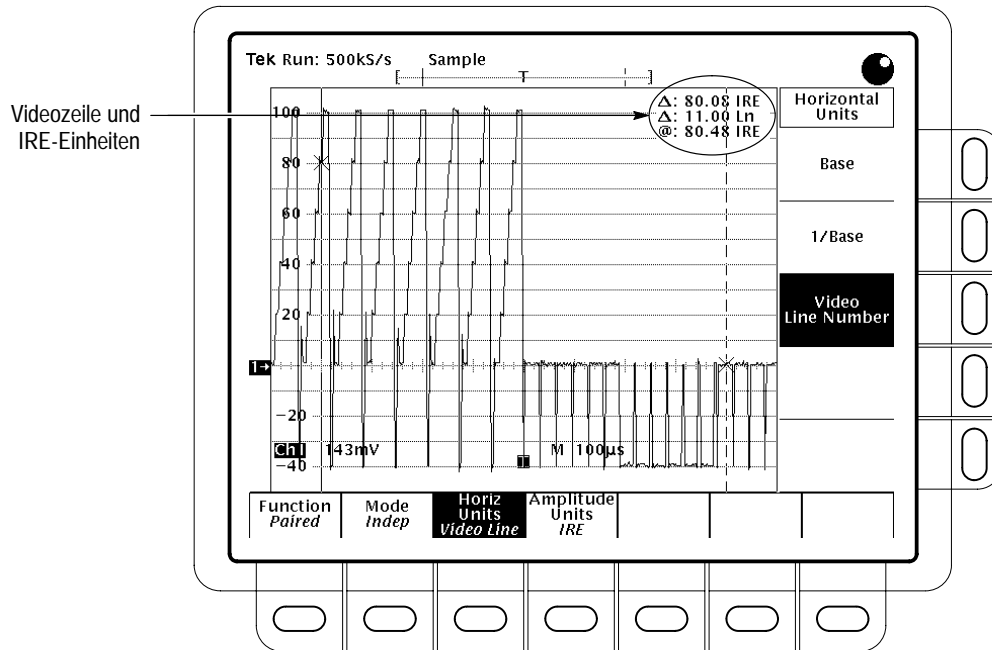 Tek Run: 500kS/s Sample
T
Videozeile und
IRE-Einheiten
Δ: 80.08 IRE
Δ: 11.00 Ln
@: 80.48 IRE
100
80
60
40
20
1→
-20
-40
Ch1 143mV
M 100µs
T
Horizontal
Units
Base
1/Base
Video
Line Number
Function
Paired
Mode
Indep
Horiz
Units
Video Line
Amplitude
Units
IRE